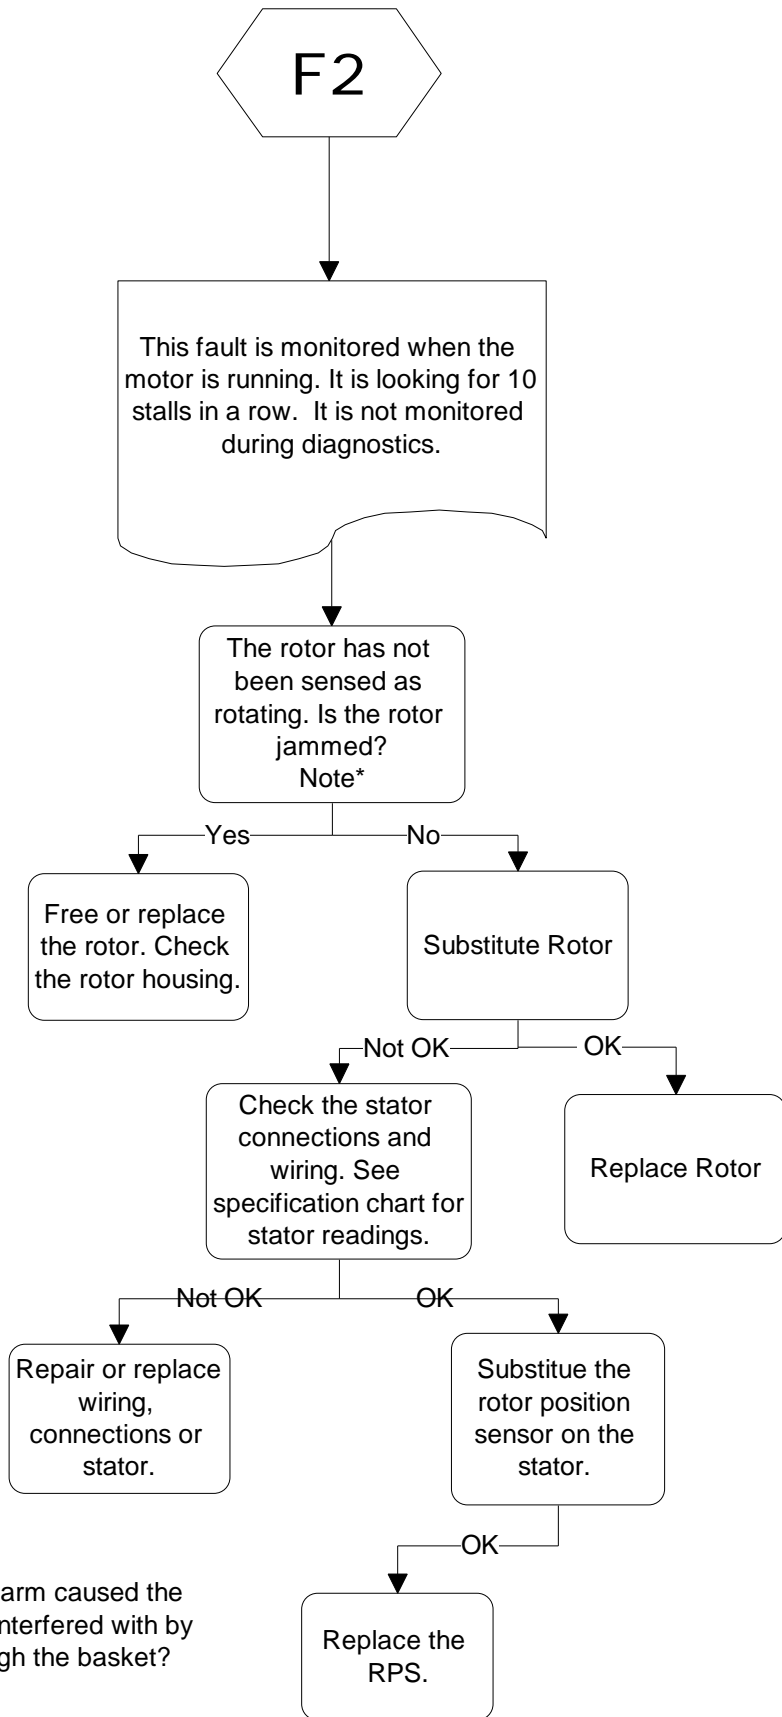 F2
This fault is monitored when the
motor is running. It is looking for 10
stalls in a row. It is not monitored
during diagnostics.
The rotor has not
been sensed as
rotating. Is the rotor
jammed?
Note*
Yes
No
Free or replace
the rotor. Check
the rotor housing.
Substitute Rotor
Not OK
OK
Check the stator
connections and
wiring. See
specification chart for
stator readings.
Replace Rotor
Not OK
OK
Repair or replace
wiring,
connections or
stator.
Substitue the
rotor position
sensor on the
stator.
OK
arm caused the
nterfered with by
gh the basket?
Replace the
RPS.